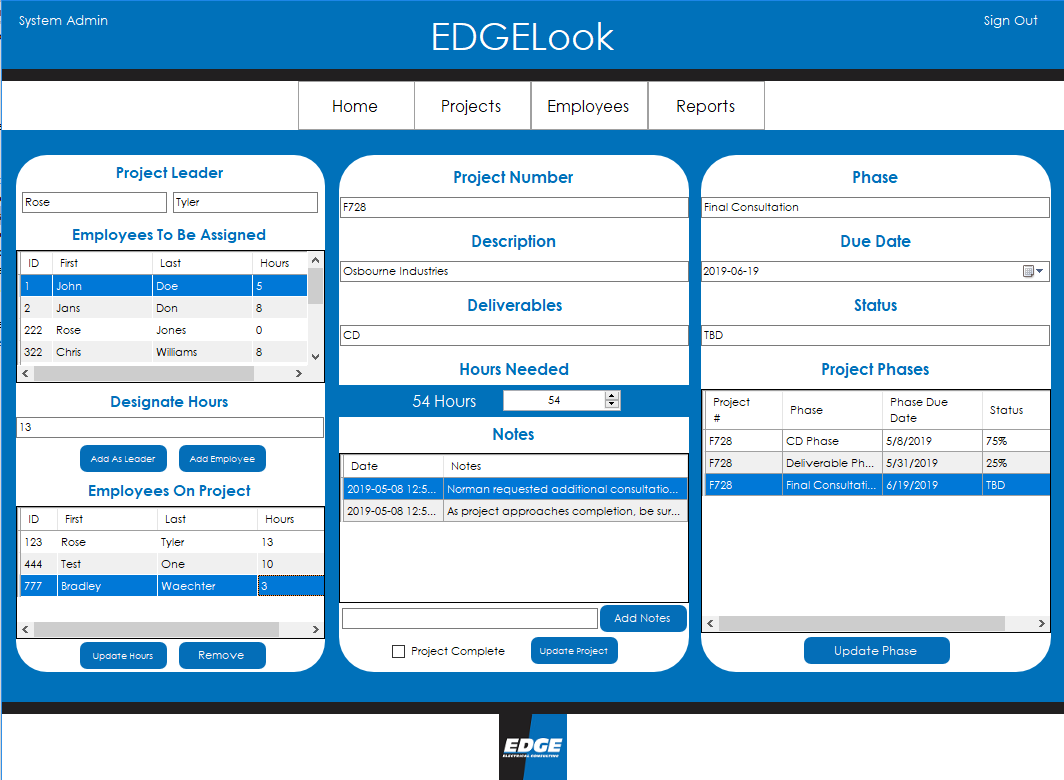 System Admin
EDGELook
Sign Out
Home Projects Employees Reports
Project Leader
Rose Tyler
Employees To Be Assigned
ID First Last Hours
1 John Doe 5
2 Jans Don 8
222 Rose Jones 0
322 Chris Williams 8
Designate Hours
13
Add As Leader Add Employee
Employees On Project
ID First Last Hours
123 Rose Tyler 13
444 Test One 10
777 Bradley Waechter 3
Update Hours Remove
Project Number
F728
Description
Osbourne Industries
Deliverables
CD
Hours Needed
54 Hours 54
Notes
Date Notes
2019-05-08 12:5... Norman requested additional consultatio...
2019-05-08 12:5... As project approaches completion, be sur...
Add Notes
Project Complete Update Project
Phase
Final Consultation
Due Date
2019-06-19
Status
TBD
Project Phases
Project # Phase Phase Due Date Status
F728 CD Phase 5/8/2019 75%
F728 Deliverable Ph... 5/31/2019 25%
F728 Final Consultati... 6/19/2019 TBD
Update Phase
EDGE
ELECTRICAL CONSULTING